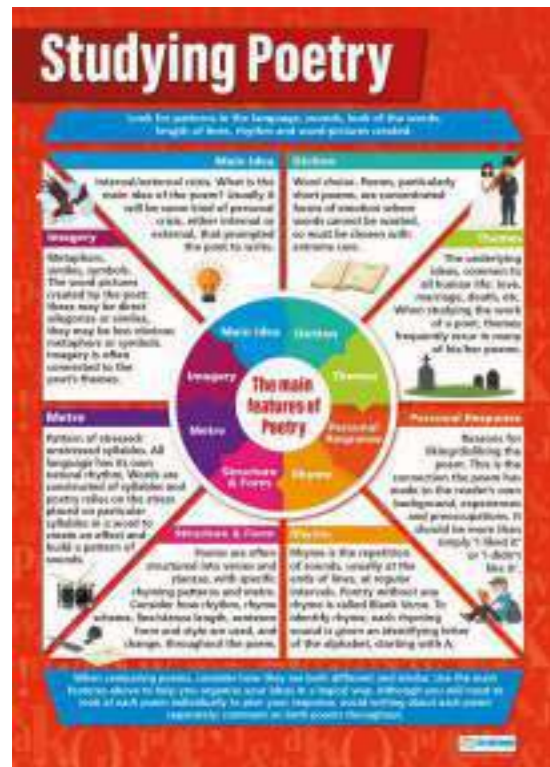 Studying Poetry
Look for patterns in the language, sounds, look of the words,
length of lines, rhythm and word pictures created
Main Idea
Internal/external crisis. What is the
main idea of the poem? Usually it
will be some kind of personal
crisis, either internal or
external, that prompted
the poet to write.
Diction
Word choice. Poems, particularly
short poems, are concentrated
forms of emotion where
words cannot be wasted,
so must be chosen with
extreme care.
Imagery
Metaphors,
similes, symbols.
The word pictures
created by the poet:
these may be direct
allegories or similes,
they may be less obvious
metaphors or symbols.
Imagery is often
connected to the
poet's themes.
Themes
The underlying
ideas, common to
all human life: love,
marriage, death, etc.
When studying the work
of a poet, themes
frequently recur in many
of his/her poems.
Main Idea
Diction
Imagery
Themes
The main
features of
Poetry
Metre
Personal
Response
Structure
& Form
Rhyme
Metre
Pattern of stressed/
unstressed syllables. All
language has its own
natural rhythm. Words are
constructed of syllables and
poetry relies on the stress
placed on particular
syllables in a word to
create an effect and
build a pattern of
sounds.
Personal Response
Reasons for
liking/disliking the
poem. This is the
connection the poem has
made to the reader's own
background, experiences
and preoccupations. It
should be more than
simply 'I liked it'
or 'I didn't
like it'.
Structure & Form
Poems are often
structured into verses and
stanzas, with specific
rhyming patterns and metre.
Consider how rhythm, rhyme
scheme, line/stanza length, sentence
form and style are used, and
change, throughout the poem.
Rhyme
Rhyme is the repetition
of sounds, usually at the
ends of lines, at regular
intervals. Poetry without any
rhyme is called Blank Verse. To
identify rhyme, each rhyming
sound is given an identifying letter
of the alphabet, starting with A.
When comparing poems, consider how they are both different and similar. Use the main
features above to help you organise your ideas in a logical way. Although you will need to
look at each poem individually to plan your response, avoid writing about each poem
separately; comment on both poems throughout.